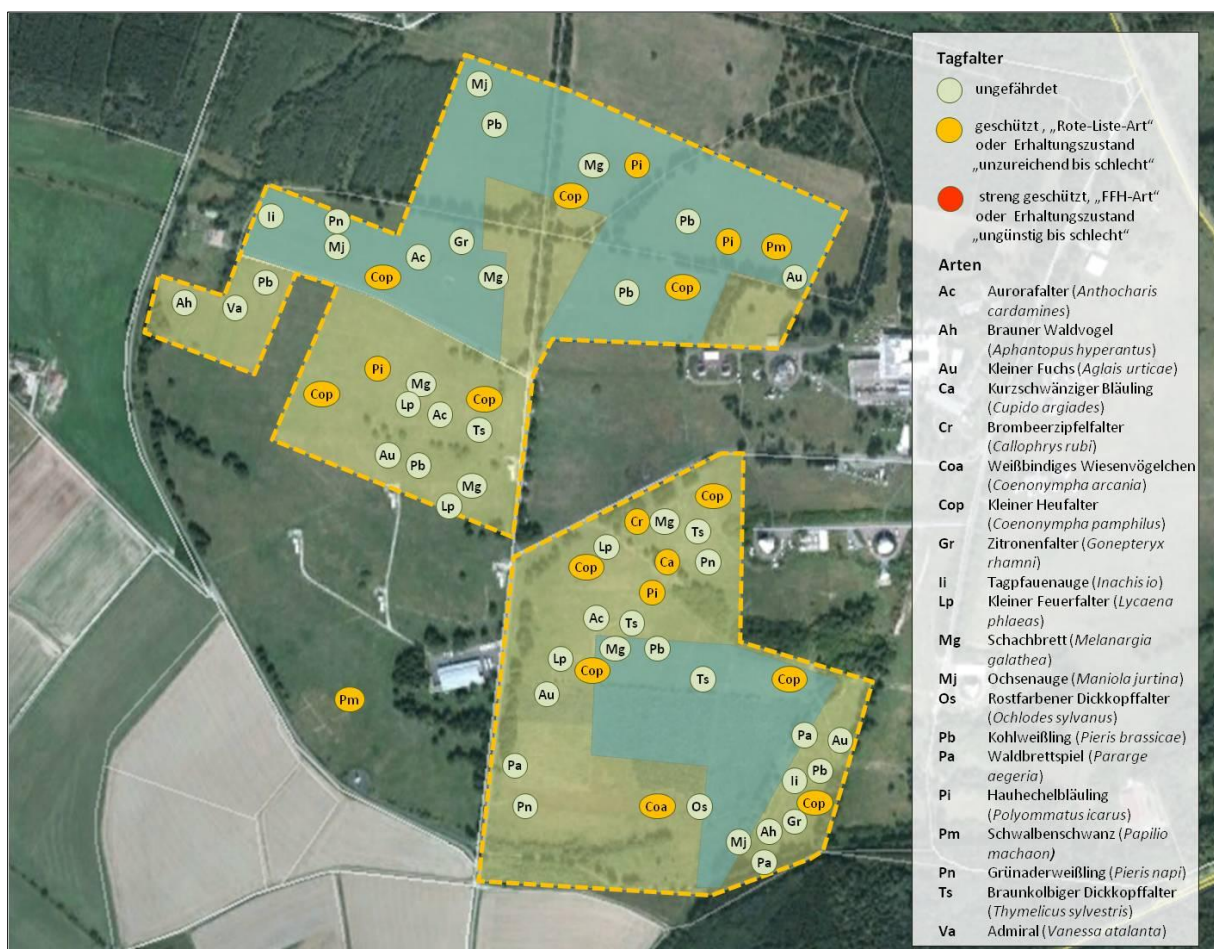 Tagfalter
ungefährdet
geschützt , „Rote-Liste-Art“
oder Erhaltungszustand
„unzureichend bis schlecht“
streng geschützt, „FFH-Art“
oder Erhaltungszustand
„ungünstig bis schlecht“
Arten
Ac Aurorafalter (Anthocharis
cardamines)
Ah Brauner Waldvogel
(Aphantopus hyperantus)
Au Kleiner Fuchs (Aglais urticae)
Ca Kurzschwänziger Bläuling
(Cupido argiades)
Cr Brombeerzipfelfalter
(Callophrys rubi)
Coa Weißbindiges Wiesenvögelchen
(Coenonympha arcania)
Cop Kleiner Heufalter
(Coenonympha pamphilus)
Gr Zitronenfalter (Gonepteryx
rhamni)
Ii Tagpfauenauge (Inachis io)
Lp Kleiner Feuerfalter (Lycaena
phlaeas)
Mg Schachbrett (Melanargia
galathea)
Mj Ochsenauge (Maniola jurtina)
Os Rostfarbener Dickkopffalter
(Ochlodes sylvanus)
Pb Kohlweißling (Pieris brassicae)
Pa Waldbrettspiel (Pararge
aegeria)
Pi Hauhechelbläuling
(Polyommatus icarus)
Pm Schwalbenschwanz (Papilio
machaon)
Pn Grünaderweißling (Pieris napi)
Ts Braunkolbiger Dickkopffalter
(Thymelicus sylvestris)
Va Admiral (Vanessa atalanta)
Mj
Pb
Mg Pi
Cop
Ii Pn Pb
Mj Gr Pi Pm
Ac
Cop Mg Au
Pb Pb Cop
Ah Va
Pi
Mg
Cop Lp Cop
Ac
Ts
Au Pb
Mg
Lp Cop
Cr Mg
Ts
Lp
Cop Ca Pn
Pi
Ac Ts
Mg Pb
Lp
Cop Ts Cop
Au
Pm
Pa Au
Pa Pb
Ii
Pn Coa Os Cop
Gr
Ah
Mj
Pa